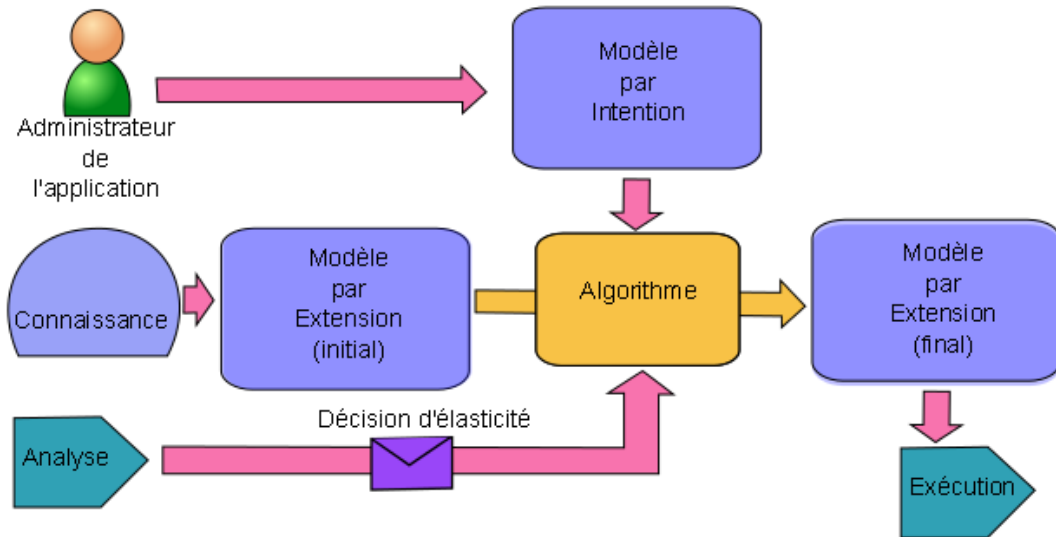 Administrateur
de
l'application
Modèle
par
Intention
Connaissance
Modèle
par
Extension
(initial)
Algorithme
Modèle
par
Extension
(final)
Décision d'élasticité
Analyse
Exécution